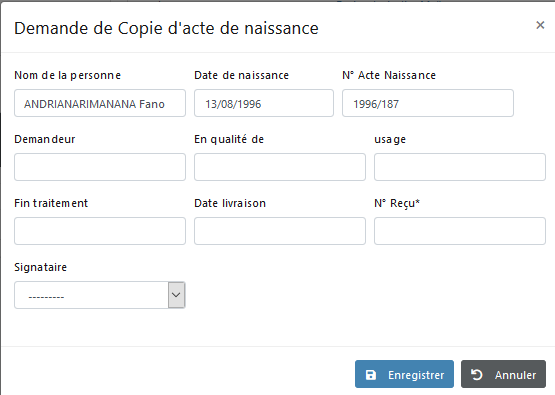 Demande de Copie d'acte de naissance ×
Nom de la personne Date de naissance N° Acte Naissance
ANDRIANARIMANANA Fano 13/08/1996 1996/187
Demandeur En qualité de usage
Fin traitement Date livraison N° Reçu*
Signataire
---------
Enregistrer Annuler